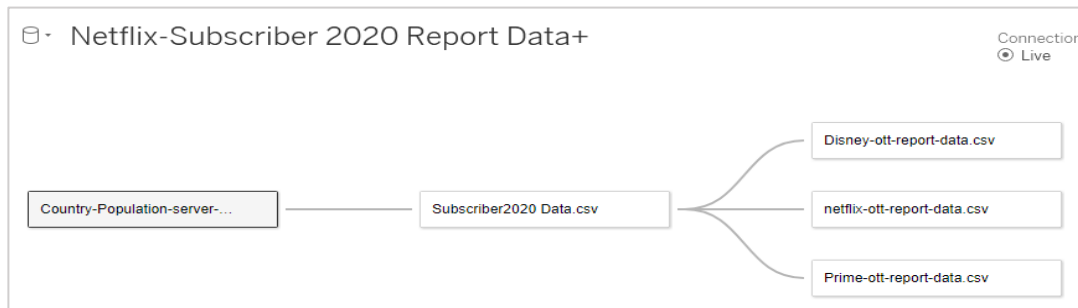 Netflix-Subscriber 2020 Report Data+
Connection
Live
Disney-ott-report-data.csv
Country-Population-server-...
Subscriber2020 Data.csv
netflix-ott-report-data.csv
Prime-ott-report-data.csv